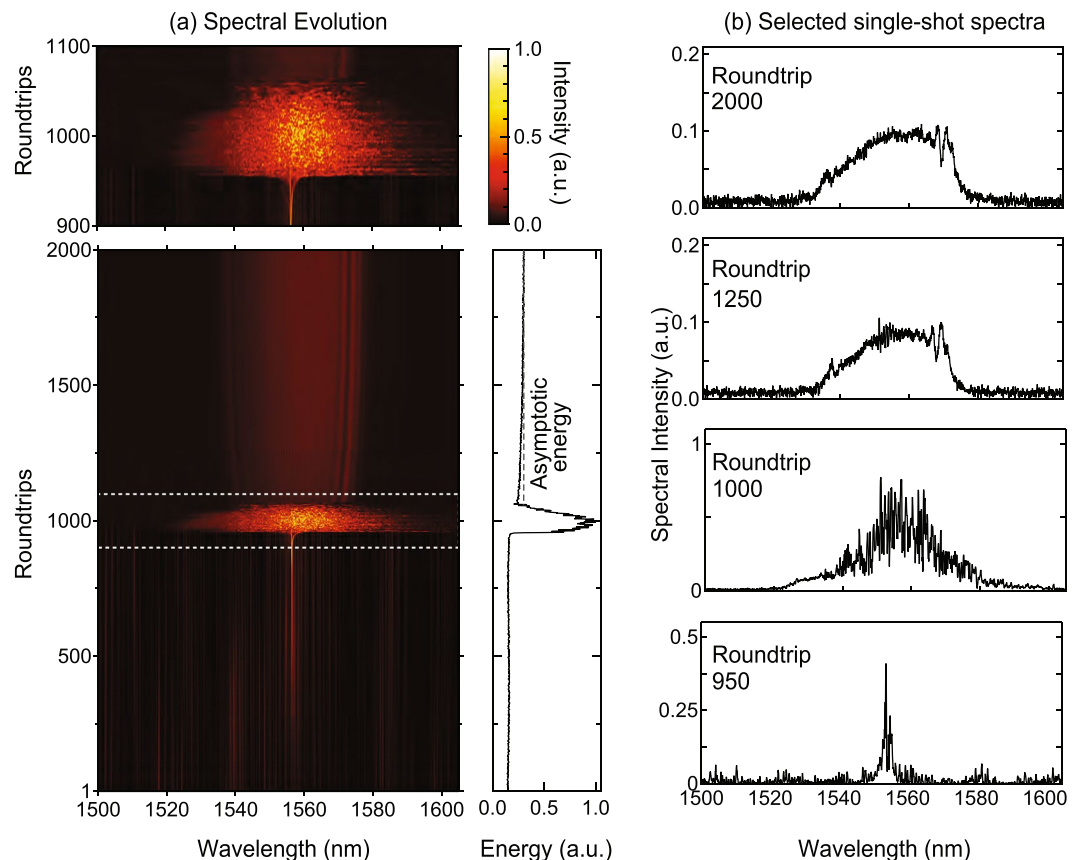 (a) Spectral Evolution
1100
1000
900
Roundtrips
1.0
0.5
0.0
Intensity (a.u.)
2000
1500
1000
500
1
Roundtrips
1500
1520
1540
1560
1580
1600
Wavelength (nm)
Asymptotic
energy
0.0
0.5
1.0
Energy (a.u.)
(b) Selected single-shot spectra
Spectral Intensity (a.u.)
0.2
0.1
0.0
Roundtrip
2000
0.2
0.1
0.0
Roundtrip
1250
1
0
Roundtrip
1000
0.5
0.25
0
Roundtrip
950
1500
1520
1540
1560
1580
1600
Wavelength (nm)